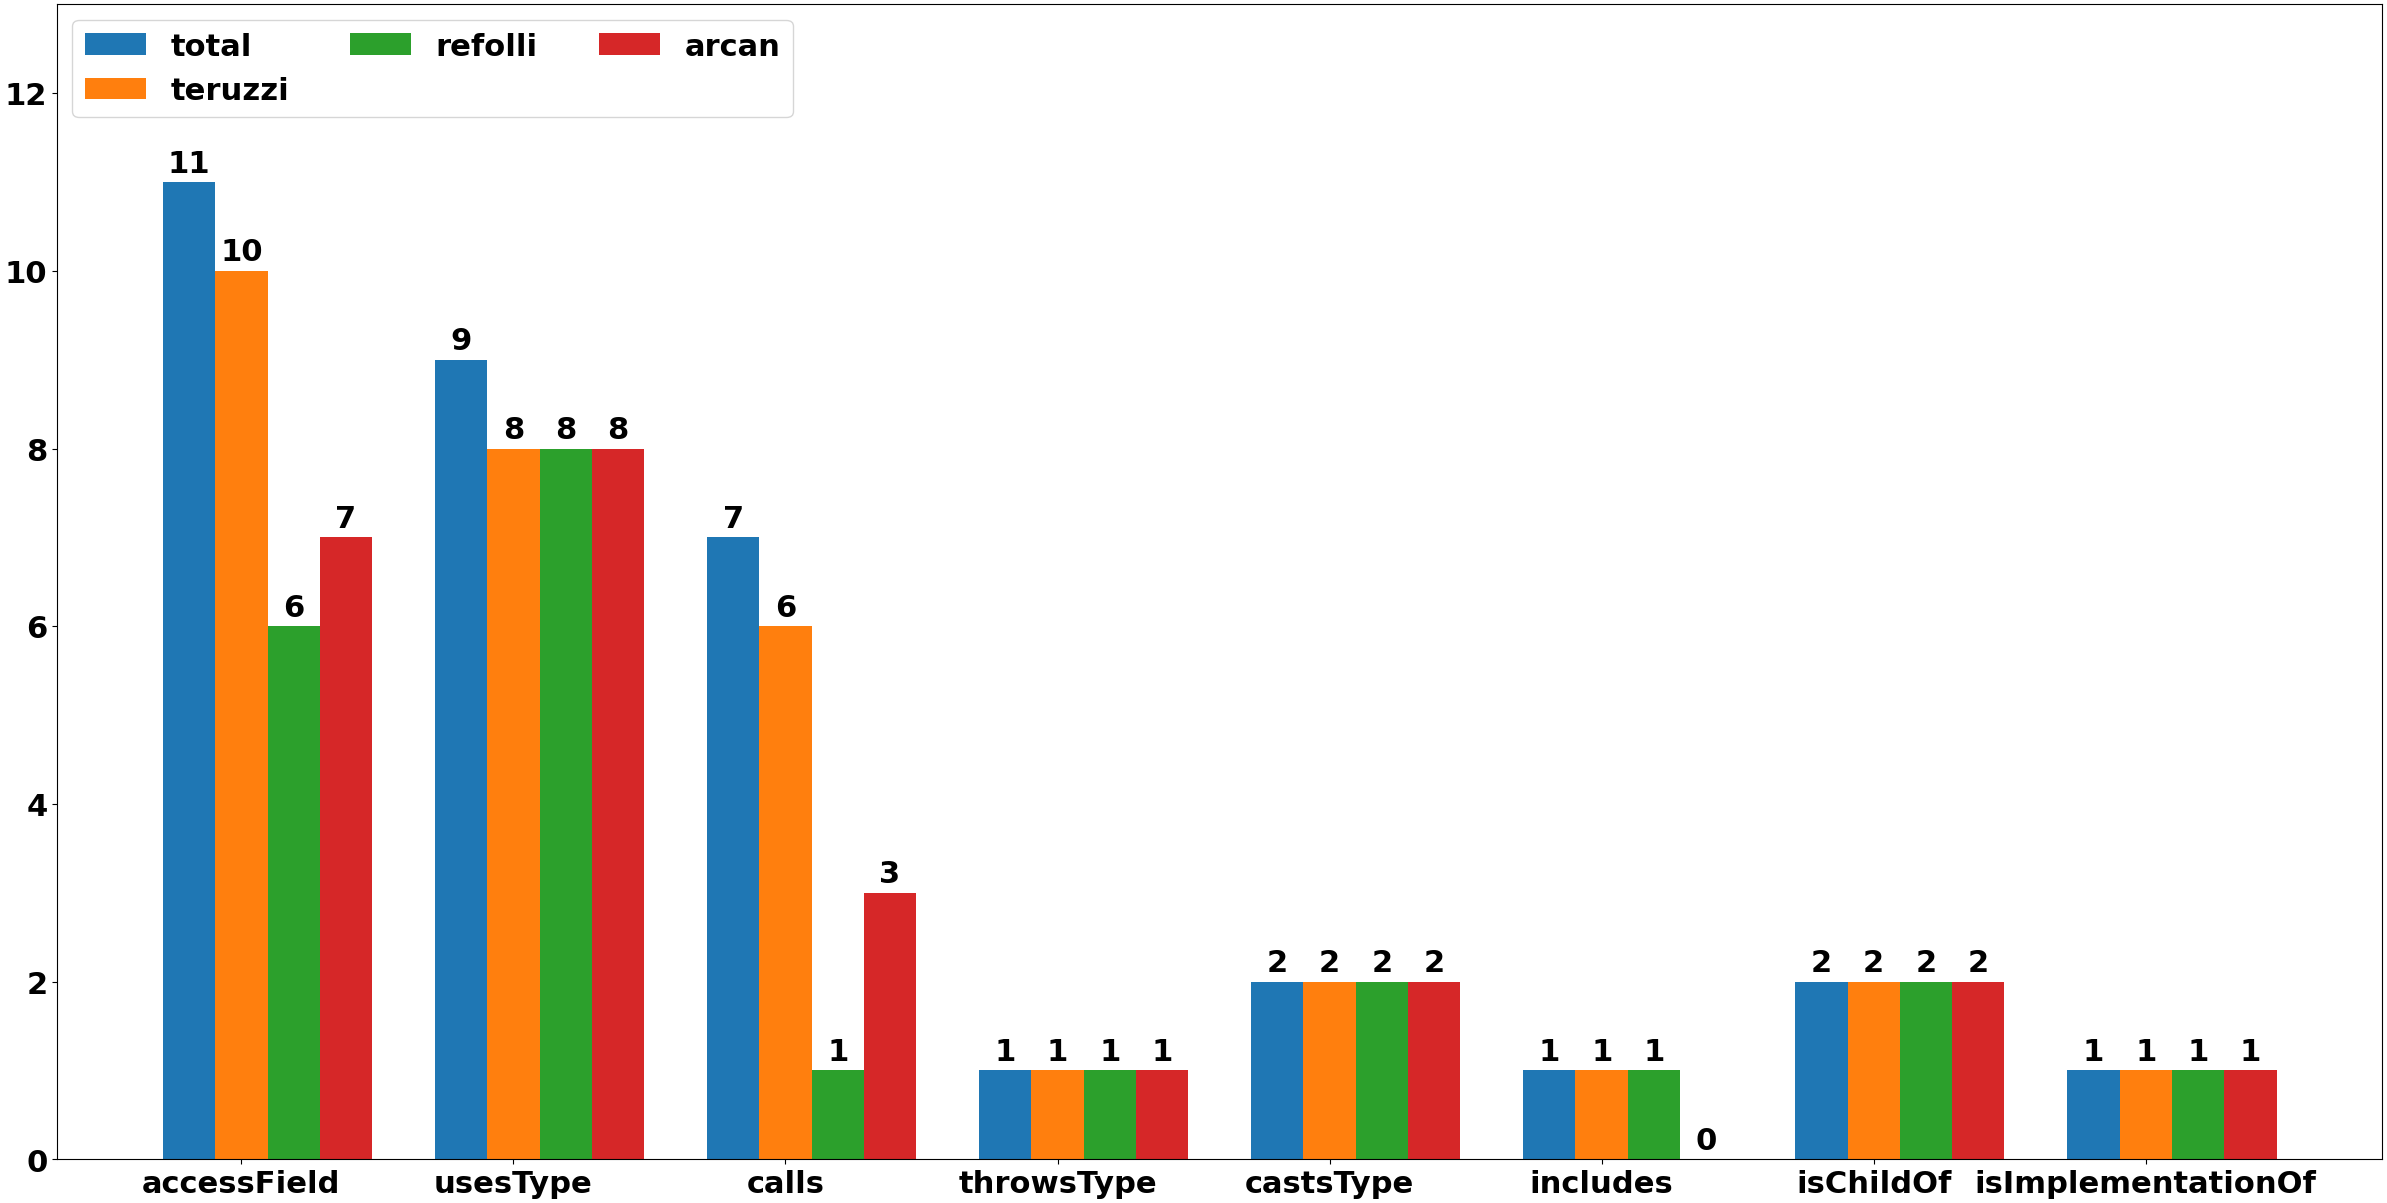 total refolli arcan
teruzzi
12
10
8
6
4
2
0
11 10 6 7
9 8 8 8
7 6 1 3
1 1 1 1
2 2 2 2
1 1 1 0
2 2 2 2
1 1 1 1
accessField usesType calls throwsType castsType includes isChildOf isImplementationOf